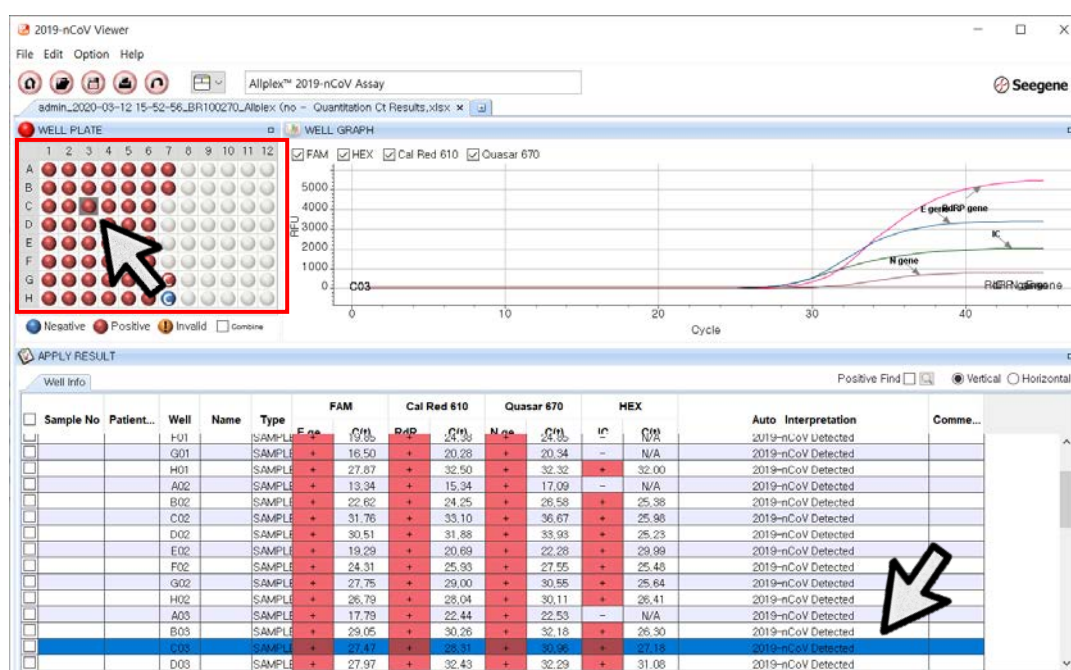 2019-nCoV Viewer
File Edit Option Help
Allplex™ 2019-nCoV Assay
Seegene
admin_2020-03-12 15-52-56_BR100270_Allplex (no - Quantitation Ct Results.xlsx
WELL PLATE
WELL GRAPH
1 2 3 4 5 6 7 8 9 10 11 12
FAM HEX Cal Red 610 Quasar 670
A
B
C
D
E
F
G
H
RFU
5000
4000
3000
2000
1000
0
C03
E gene
RdRP gene
IC
N gene
0 10 20 30 40
Cycle
Negative Positive Invalid Combine
APPLY RESULT
Well Info
Positive Find Vertical Horizontal
FAM Cal Red 610 Quasar 670 HEX
Sample No Patient... Well Name Type E ge C(t) RdR C(t) N ge C(t) IC C(t) Auto Interpretation Comme...
F01 SAMPLE + 19,85 + 24,38 + 24,85 - N/A 2019-nCoV Detected
G01 SAMPLE + 16,50 + 20,28 + 20,34 - N/A 2019-nCoV Detected
H01 SAMPLE + 27,87 + 32,50 + 32,32 + 32,00 2019-nCoV Detected
A02 SAMPLE + 13,34 + 15,34 + 17,09 - N/A 2019-nCoV Detected
B02 SAMPLE + 22,62 + 24,25 + 26,58 + 25,38 2019-nCoV Detected
C02 SAMPLE + 31,76 + 33,10 + 36,67 + 25,98 2019-nCoV Detected
D02 SAMPLE + 30,51 + 31,88 + 33,93 + 25,23 2019-nCoV Detected
E02 SAMPLE + 19,29 + 20,69 + 22,28 + 29,99 2019-nCoV Detected
F02 SAMPLE + 24,31 + 25,93 + 27,55 + 25,48 2019-nCoV Detected
G02 SAMPLE + 27,75 + 29,00 + 30,55 + 25,64 2019-nCoV Detected
H02 SAMPLE + 26,79 + 28,04 + 30,11 + 26,41 2019-nCoV Detected
A03 SAMPLE + 17,79 + 22,44 + 22,53 - N/A 2019-nCoV Detected
B03 SAMPLE + 29,05 + 30,26 + 32,18 + 26,30 2019-nCoV Detected
C03 SAMPLE + 27,47 + 28,31 + 30,96 + 27,18 2019-nCoV Detected
D03 SAMPLE + 27,97 + 32,43 + 32,29 + 31,08 2019-nCoV Detected